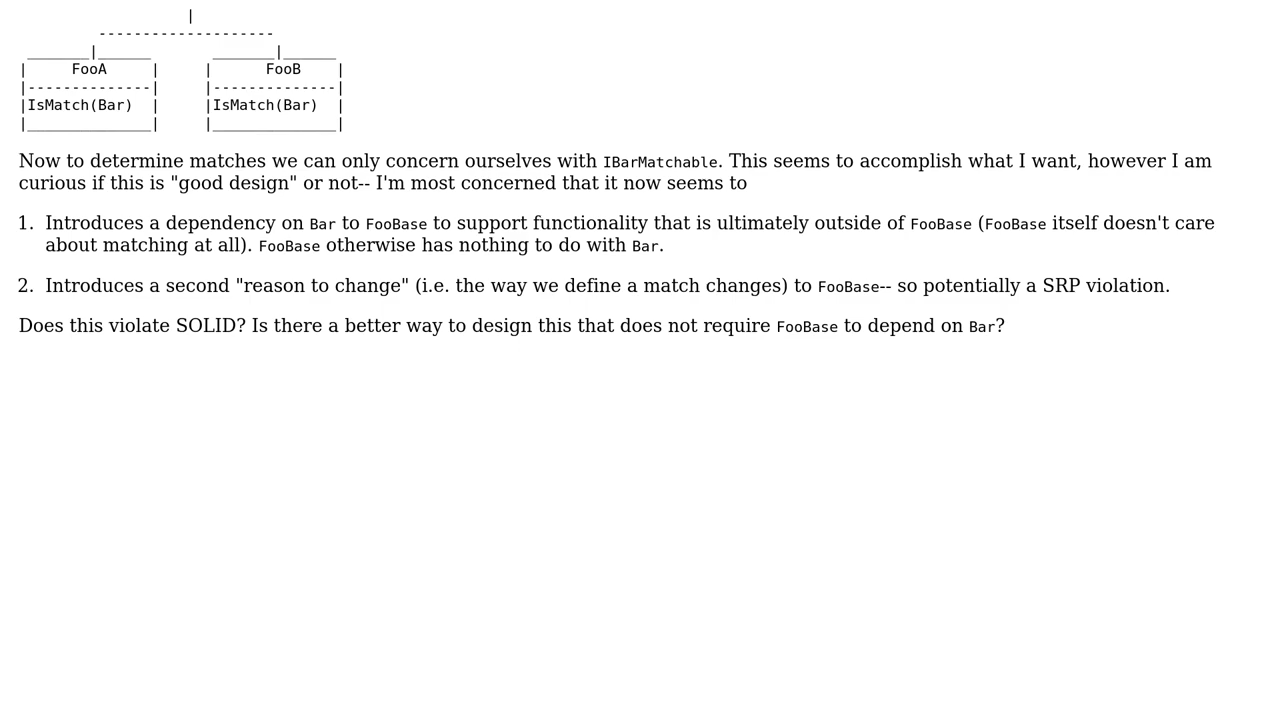 |
          --------------------
 _______|______       _______|______
|     FooA     |     |      FooB    |
|--------------|     |--------------|
|IsMatch(Bar)  |     |IsMatch(Bar)  |
|______________|     |______________|
Now to determine matches we can only concern ourselves with IBarMatchable. This seems to accomplish what I want, however I am
curious if this is "good design" or not-- I'm most concerned that it now seems to
1. Introduces a dependency on Bar to FooBase to support functionality that is ultimately outside of FooBase (FooBase itself doesn't care
about matching at all). FooBase otherwise has nothing to do with Bar.
2. Introduces a second "reason to change" (i.e. the way we define a match changes) to FooBase-- so potentially a SRP violation.
Does this violate SOLID? Is there a better way to design this that does not require FooBase to depend on Bar?